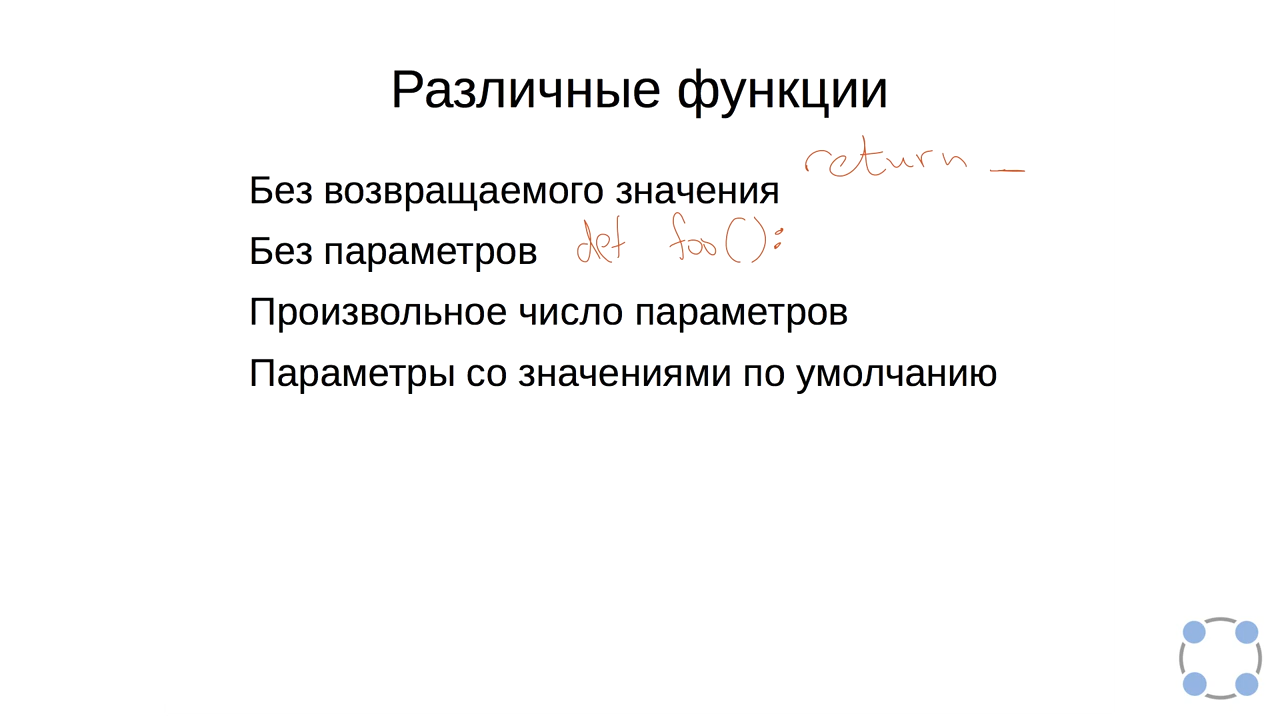 Различные функции
Без возвращаемого значения return _
Без параметров def foo():
Произвольное число параметров
Параметры со значениями по умолчанию